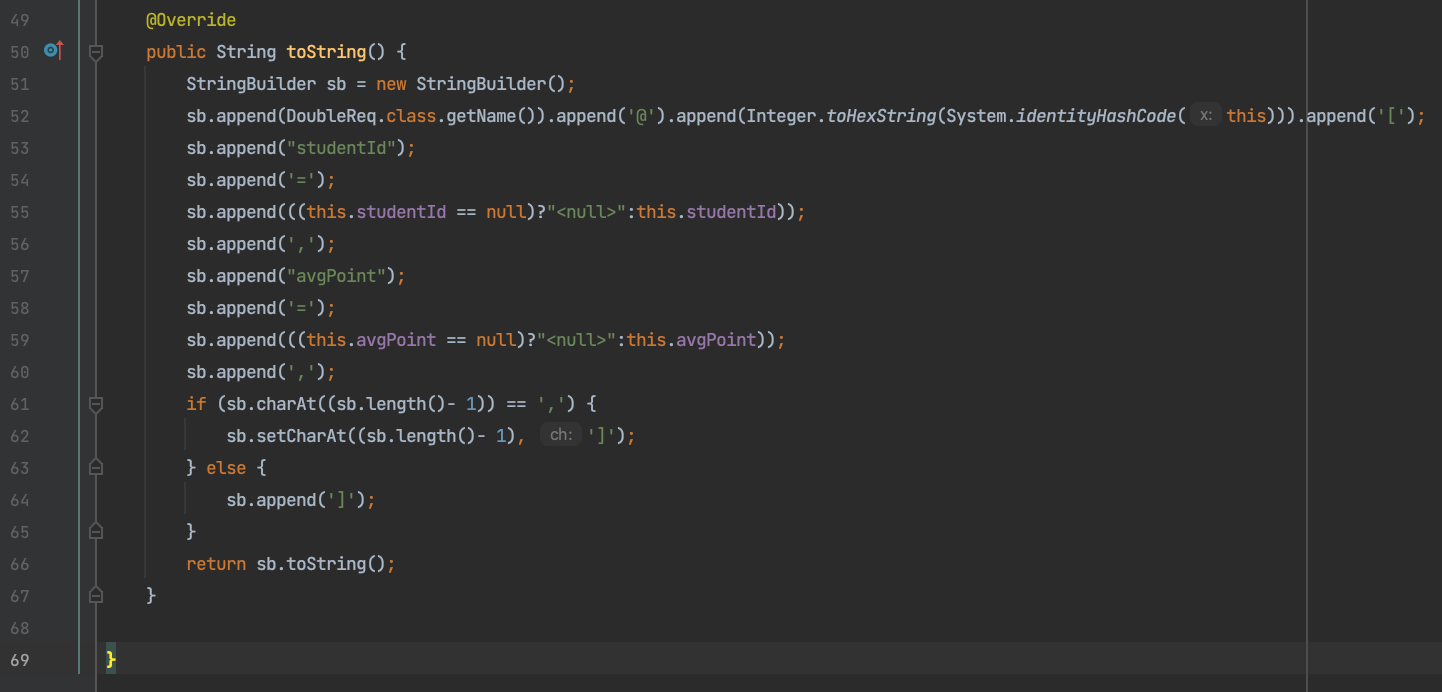 49 @Override
50 public String toString() {
51 StringBuilder sb = new StringBuilder();
52 sb.append(DoubleReq.class.getName()).append('@').append(Integer.toHexString(System.identityHashCode( x: this))).append('[');
53 sb.append("studentId");
54 sb.append('=');
55 sb.append(((this.studentId == null)?"<null>":this.studentId));
56 sb.append(',');
57 sb.append("avgPoint");
58 sb.append('=');
59 sb.append(((this.avgPoint == null)?"<null>":this.avgPoint));
60 sb.append(',');
61 if (sb.charAt((sb.length()- 1)) == ',') {
62 sb.setCharAt((sb.length()- 1), ch: ']');
63 } else {
64 sb.append(']');
65 }
66 return sb.toString();
67 }
68
69 }